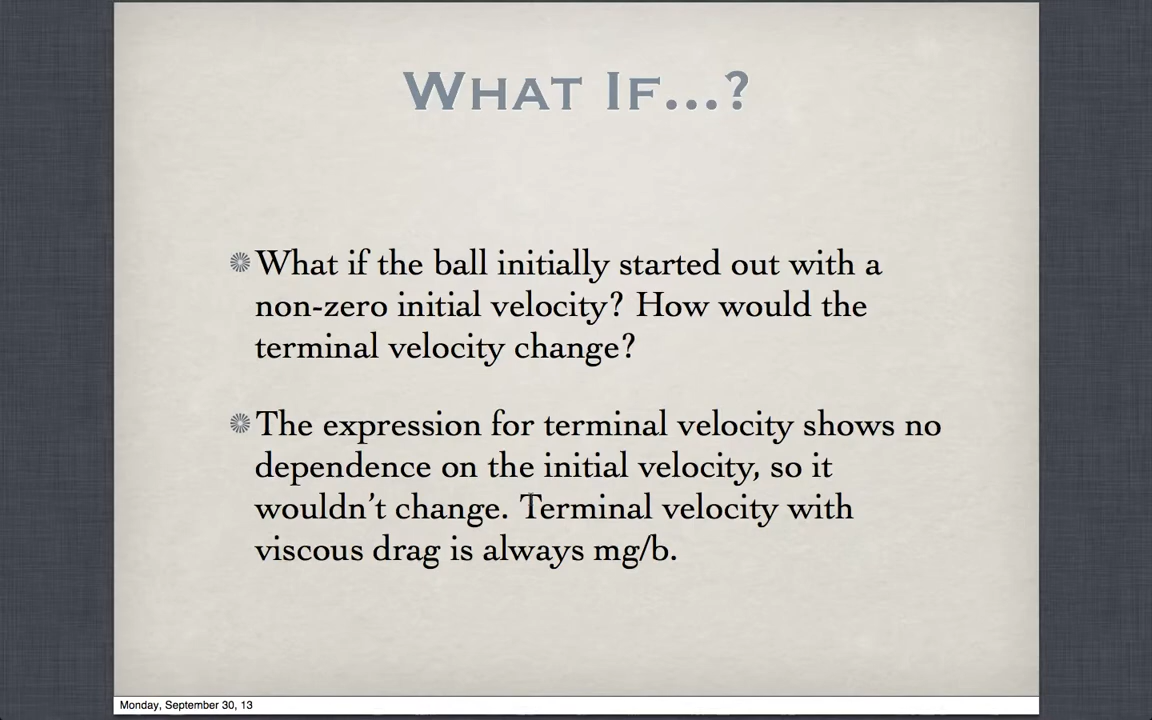 What If...?
What if the ball initially started out with a
non-zero initial velocity? How would the
terminal velocity change?
The expression for terminal velocity shows no
dependence on the initial velocity, so it
wouldn't change. Terminal velocity with
viscous drag is always mg/b.
Monday, September 30, 13